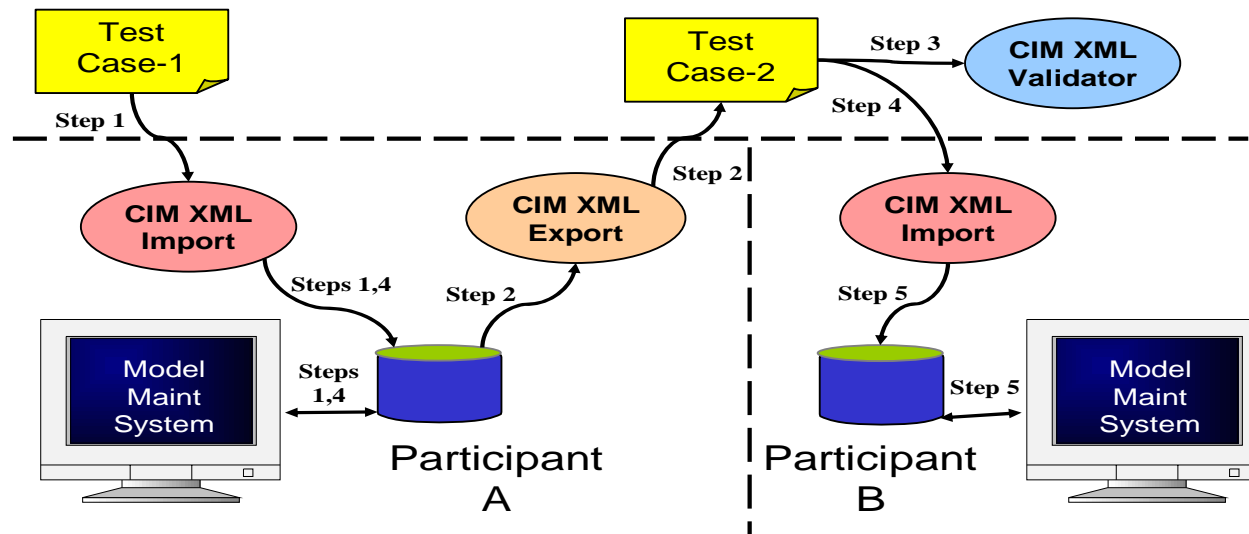 Test
Case-1
Step 1
Test
Case-2
Step 3
CIM XML
Validator
Step 4
Step 2
CIM XML
Import
CIM XML
Export
CIM XML
Import
Steps 1,4
Step 2
Step 5
Model
Maint
System
Steps
1,4
Step 5
Model
Maint
System
Participant
A
Participant
B